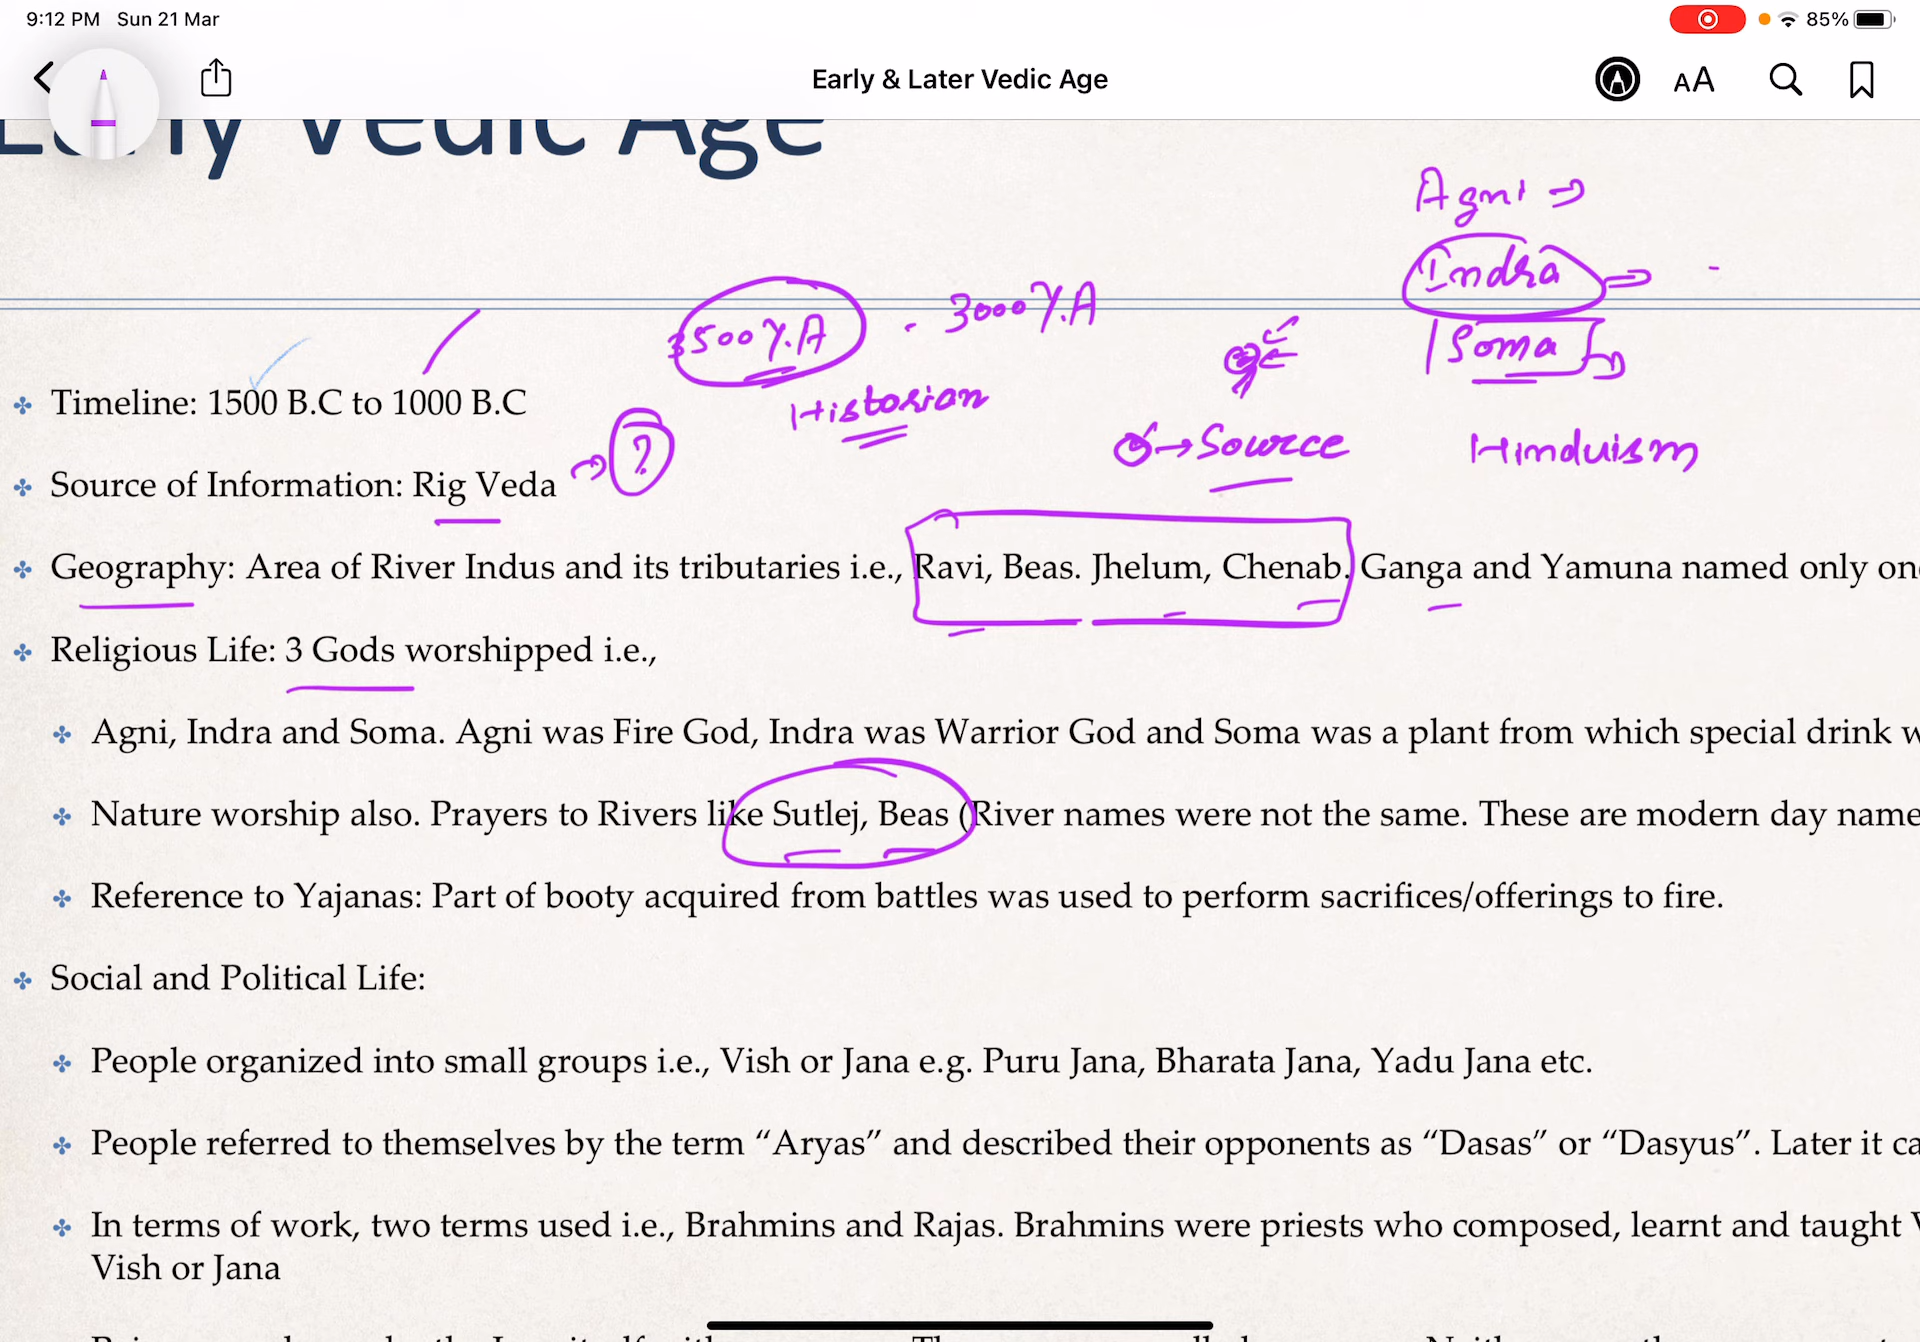 9:12 PM Sun 21 Mar
85%
Early & Later Vedic Age
AA
Early Vedic Age
Agni
Indra
3500 Y.A - 3000 Y.A
Soma
Historian
Timeline: 1500 B.C to 1000 B.C
?
Source
Hinduism
Source of Information: Rig Veda
Geography: Area of River Indus and its tributaries i.e., Ravi, Beas. Jhelum, Chenab. Ganga and Yamuna named only on
Religious Life: 3 Gods worshipped i.e.,
Agni, Indra and Soma. Agni was Fire God, Indra was Warrior God and Soma was a plant from which special drink w
Nature worship also. Prayers to Rivers like Sutlej, Beas (River names were not the same. These are modern day name
Reference to Yajanas: Part of booty acquired from battles was used to perform sacrifices/offerings to fire.
Social and Political Life:
People organized into small groups i.e., Vish or Jana e.g. Puru Jana, Bharata Jana, Yadu Jana etc.
People referred to themselves by the term “Aryas” and described their opponents as “Dasas” or “Dasyus”. Later it ca
In terms of work, two terms used i.e., Brahmins and Rajas. Brahmins were priests who composed, learnt and taught V
Vish or Jana